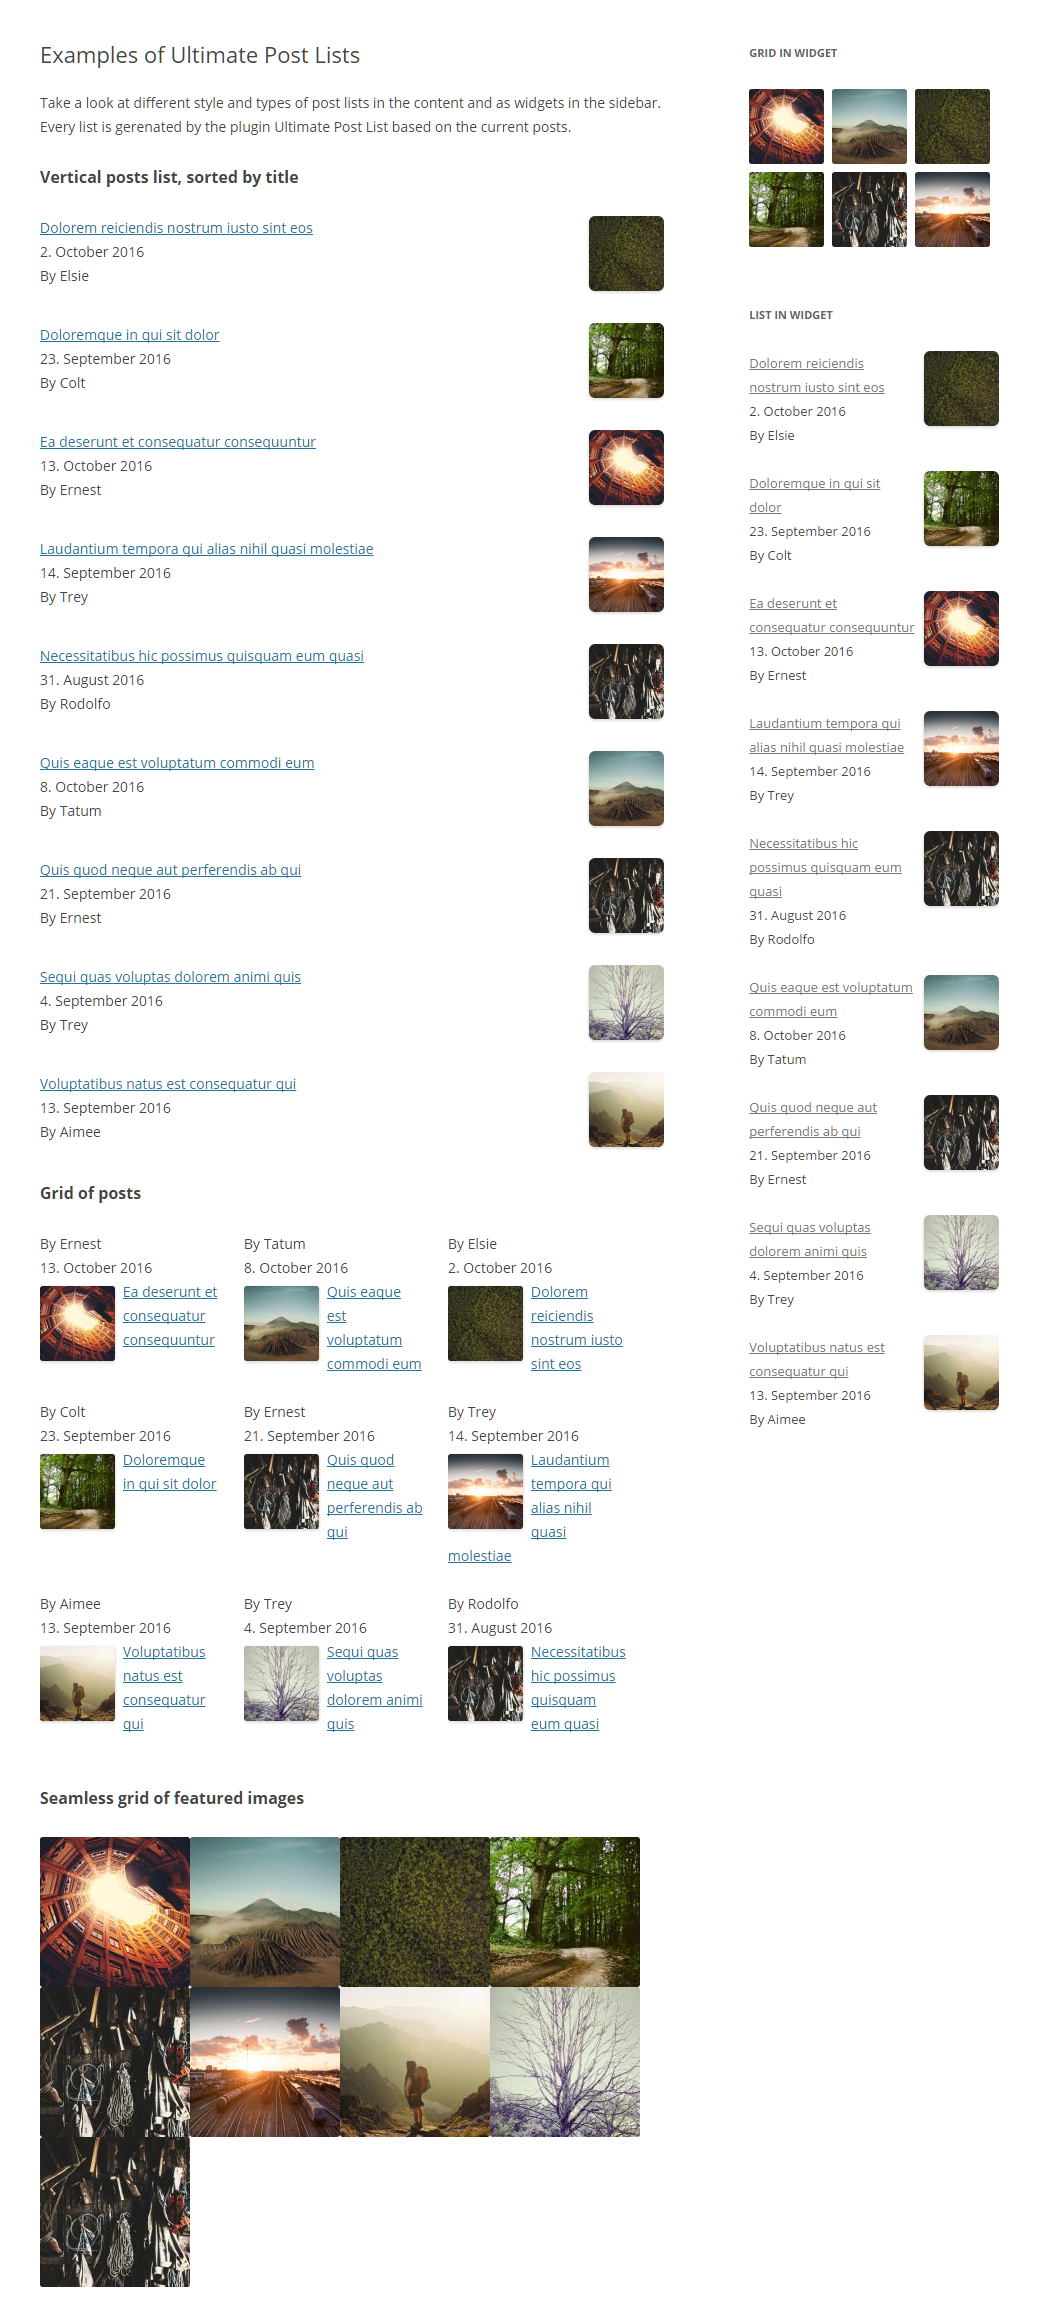 Examples of Ultimate Post Lists
Take a look at different style and types of post lists in the content and as widgets in the sidebar.
Every list is gerenated by the plugin Ultimate Post List based on the current posts.
Vertical posts list, sorted by title
Dolorem reiciendis nostrum iusto sint eos
2. October 2016
By Elsie
Doloremque in qui sit dolor
23. September 2016
By Colt
Ea deserunt et consequatur consequuntur
13. October 2016
By Ernest
Laudantium tempora qui alias nihil quasi molestiae
14. September 2016
By Trey
Necessitatibus hic possimus quisquam eum quasi
31. August 2016
By Rodolfo
Quis eaque est voluptatum commodi eum
8. October 2016
By Tatum
Quis quod neque aut perferendis ab qui
21. September 2016
By Ernest
Sequi quas voluptas dolorem animi quis
4. September 2016
By Trey
Voluptatibus natus est consequatur qui
13. September 2016
By Aimee
Grid of posts
By Ernest
13. October 2016
Ea deserunt et
consequatur
consequuntur
By Tatum
8. October 2016
Quis eaque
est
voluptatum
commodi eum
By Elsie
2. October 2016
Dolorem
reiciendis
nostrum iusto
sint eos
By Colt
23. September 2016
Doloremque
in qui sit dolor
By Ernest
21. September 2016
Quis quod
neque aut
perferendis ab
qui
By Trey
14. September 2016
Laudantium
tempora qui
alias nihil
quasi
molestiae
By Aimee
13. September 2016
Voluptatibus
natus est
consequatur
qui
By Trey
4. September 2016
Sequi quas
voluptas
dolorem animi
quis
By Rodolfo
31. August 2016
Necessitatibus
hic possimus
quisquam
eum quasi
Seamless grid of featured images
GRID IN WIDGET
LIST IN WIDGET
Dolorem reiciendis
nostrum iusto sint eos
2. October 2016
By Elsie
Doloremque in qui sit
dolor
23. September 2016
By Colt
Ea deserunt et
consequatur consequuntur
13. October 2016
By Ernest
Laudantium tempora qui
alias nihil quasi molestiae
14. September 2016
By Trey
Necessitatibus hic
possimus quisquam eum
quasi
31. August 2016
By Rodolfo
Quis eaque est voluptatum
commodi eum
8. October 2016
By Tatum
Quis quod neque aut
perferendis ab qui
21. September 2016
By Ernest
Sequi quas voluptas
dolorem animi quis
4. September 2016
By Trey
Voluptatibus natus est
consequatur qui
13. September 2016
By Aimee